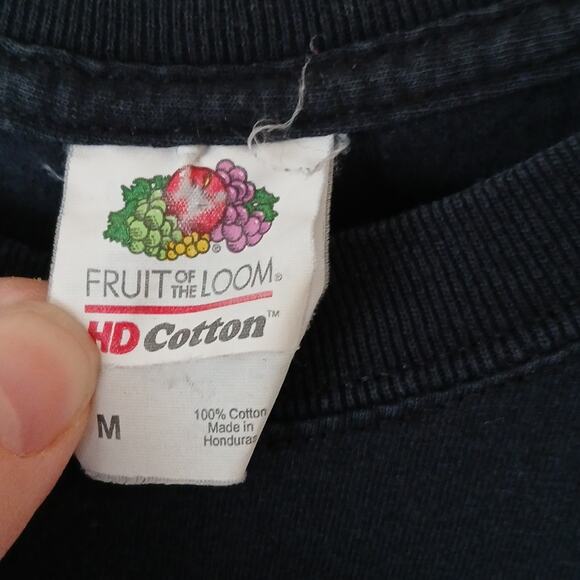 ©
FRUIT OF THE LOOM®
HD Cotton™
M
100% Cotton
Made in
Honduras